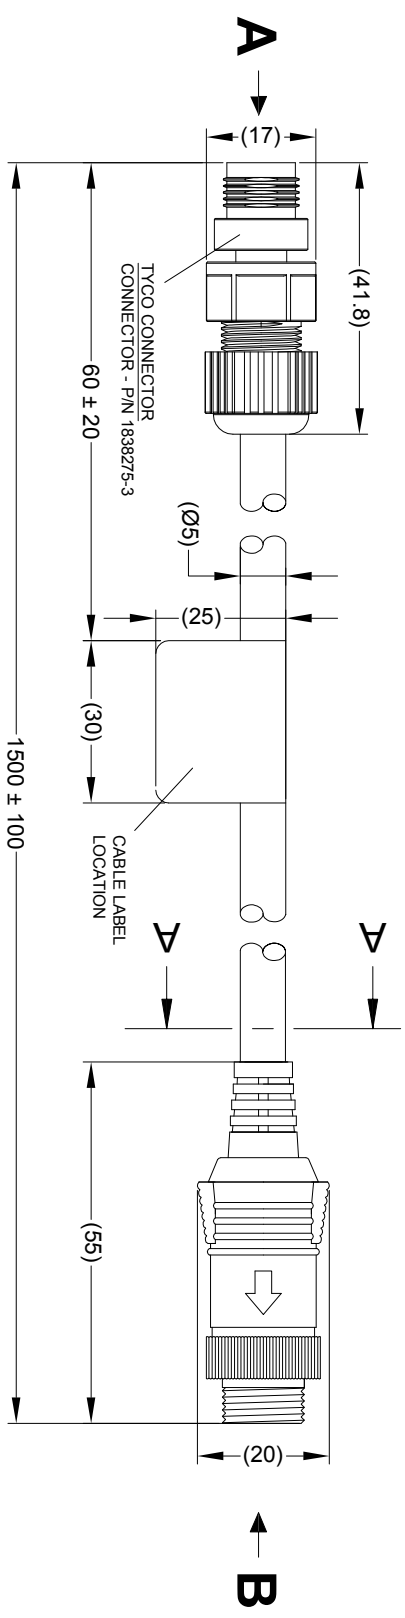 A
(17)
(41.8)
TYCO CONNECTOR
CONNECTOR - P/N 1838275-3
60 ± 20
(Ø5)
(25)
(30)
1500 ± 100
CABLE LABEL
LOCATION
A
A
(55)
(20)
B